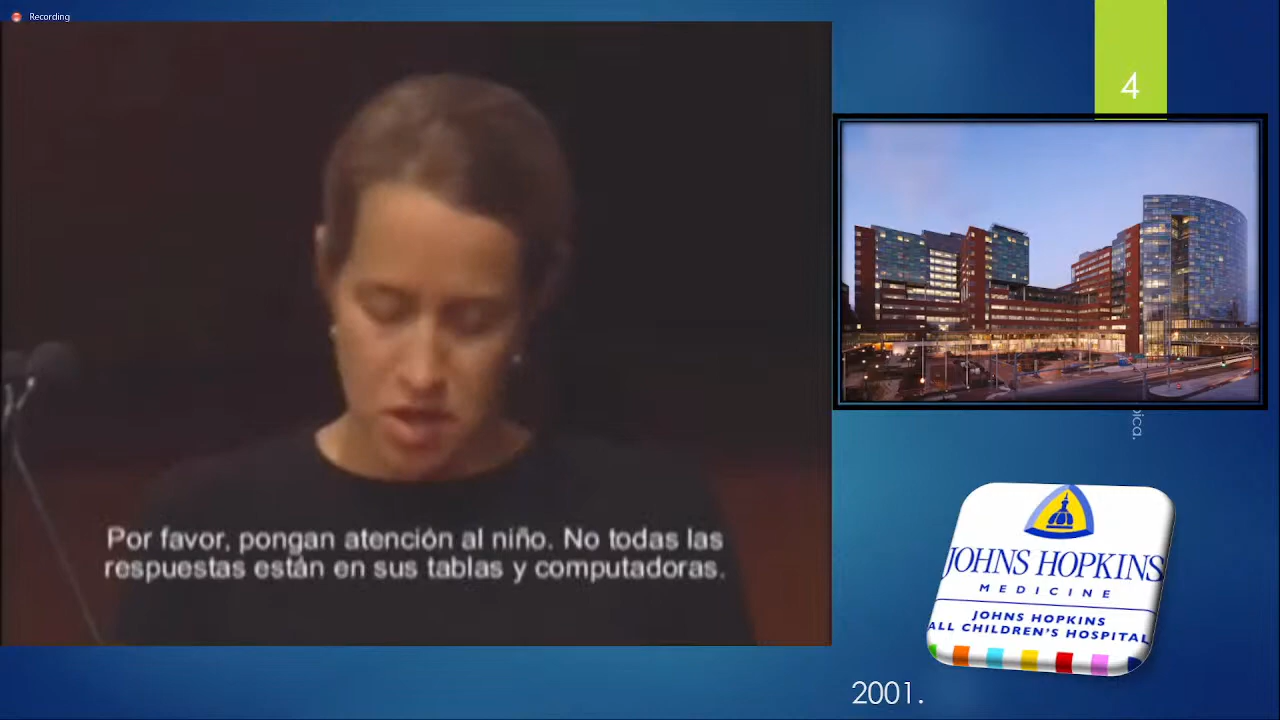 Recording
4
Por favor, pongan atención al niño. No todas las
respuestas están en sus tablas y computadoras.
JOHNS HOPKINS
MEDICINE
JOHNS HOPKINS
ALL CHILDREN'S HOSPITAL
2001.